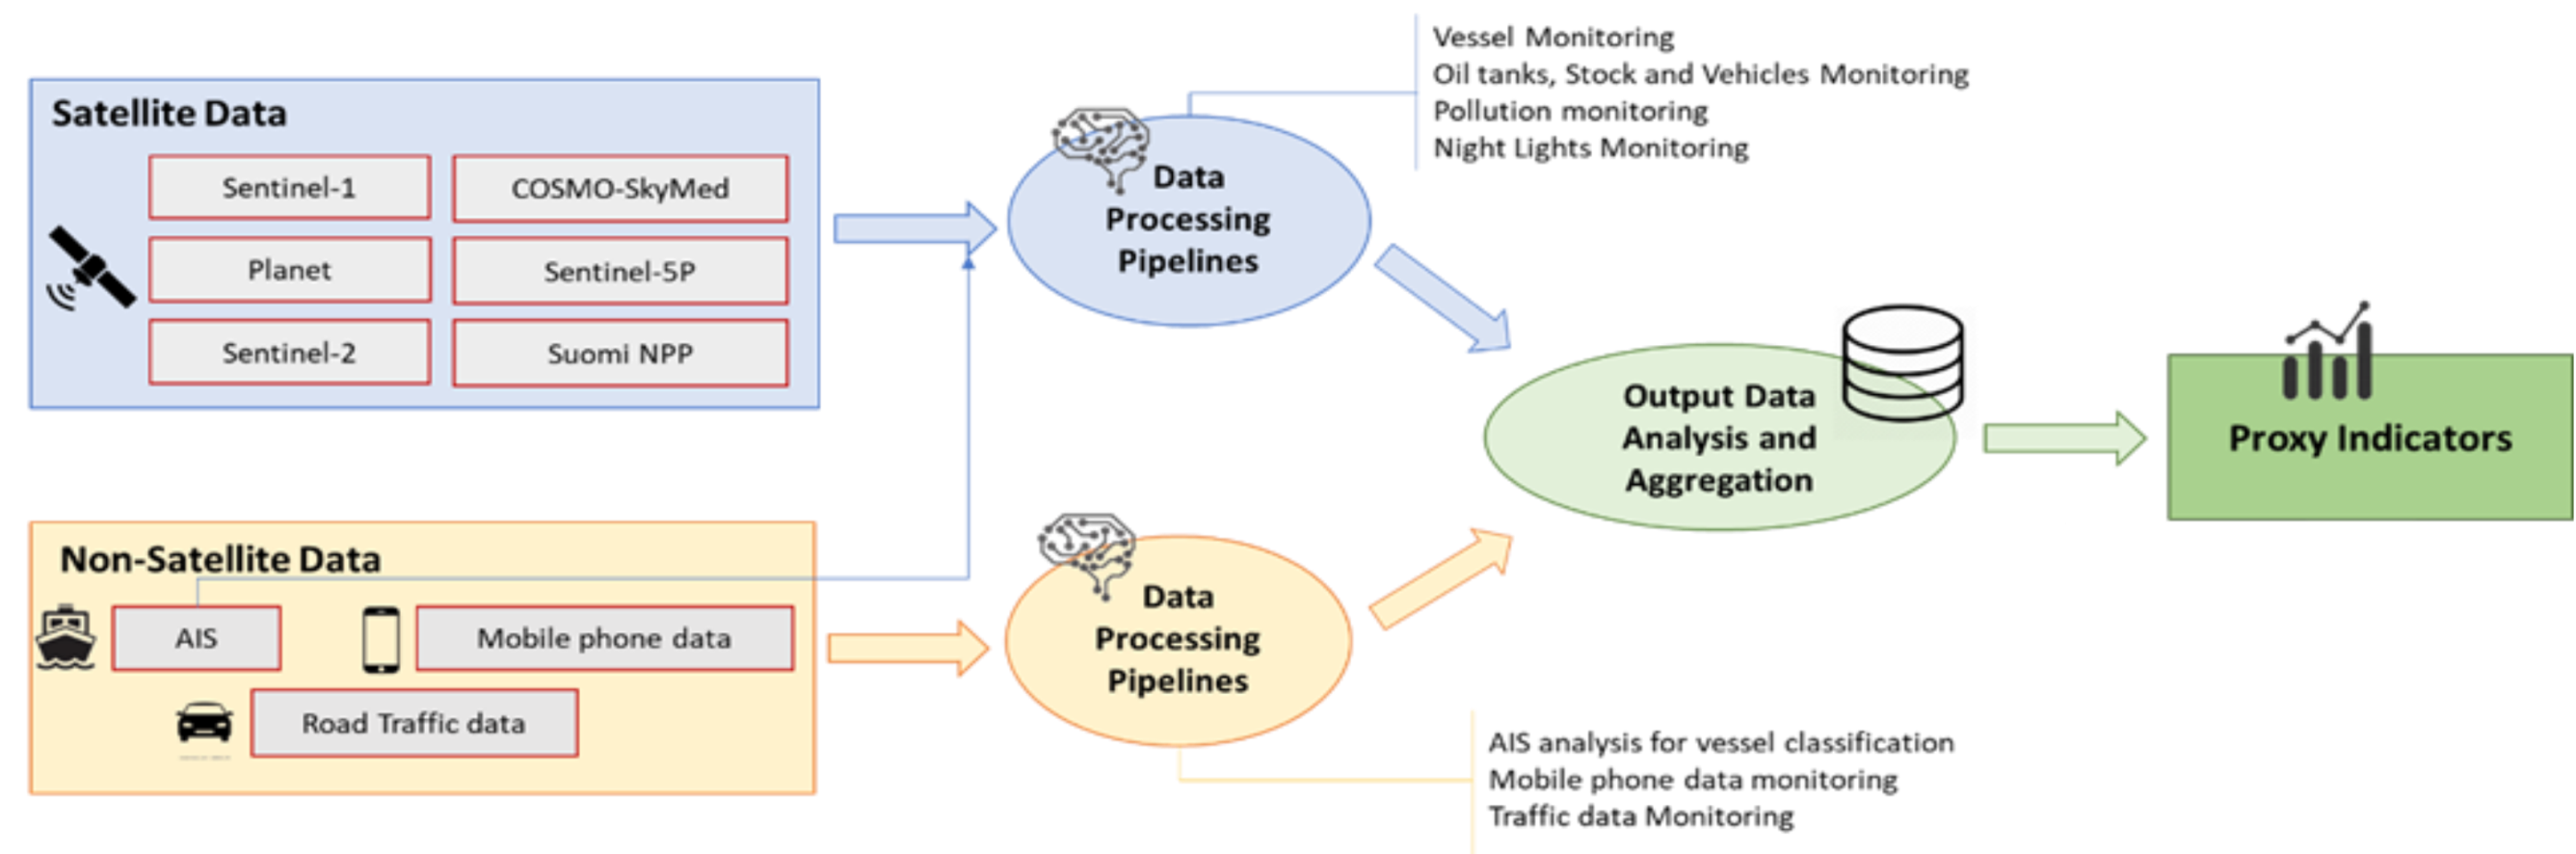 Satellite Data
Sentinel-1
COSMO-SkyMed
Planet
Sentinel-5P
Sentinel-2
Suomi NPP
Non-Satellite Data
AIS
Mobile phone data
Road Traffic data
Data
Processing
Pipelines
Vessel Monitoring
Oil tanks, Stock and Vehicles Monitoring
Pollution monitoring
Night Lights Monitoring
Data
Processing
Pipelines
AIS analysis for vessel classification
Mobile phone data monitoring
Traffic data Monitoring
Output Data
Analysis and
Aggregation
Proxy Indicators